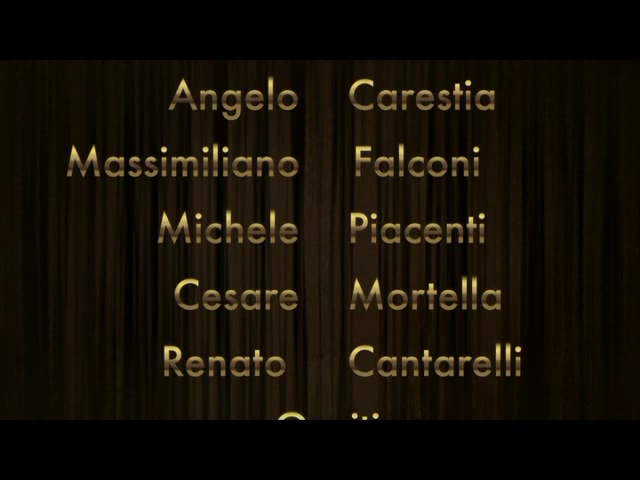 Angelo Carestia
Massimiliano Falconi
Michele Piacenti
Cesare Mortella
Renato Cantarelli